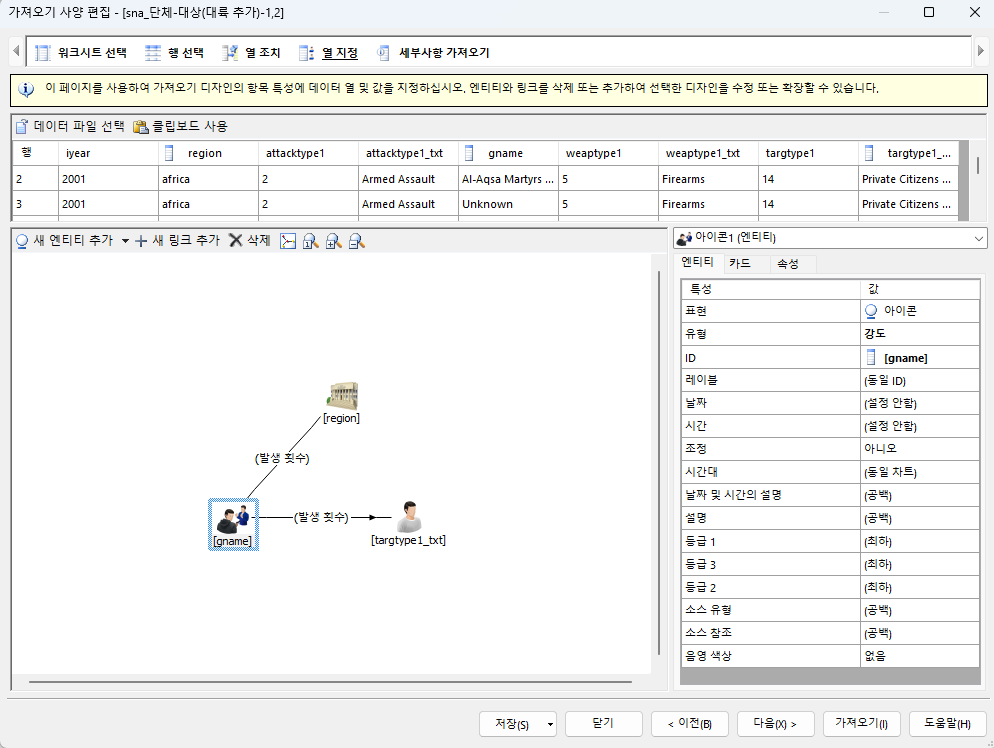 가져오기 사양 편집 - [sna_단체-대상(대륙 추가)-1,2]
워크시트 선택 행 선택 열 조치 열 지정 세부사항 가져오기
이 페이지를 사용하여 가져오기 디자인의 항목 특성에 데이터 열 및 값을 지정하십시오. 엔티티와 링크를 삭제 또는 추가하여 선택한 디자인을 수정 또는 확장할 수 있습니다.
데이터 파일 선택 클립보드 사용
행 iyear region attacktype1 attacktype1_txt gname weaptype1 weaptype1_txt targtype1 targtype1_...
2 2001 africa 2 Armed Assault Al-Aqsa Martyrs ... 5 Firearms 14 Private Citizens ...
3 2001 africa 2 Armed Assault Unknown 5 Firearms 14 Private Citizens ...
새 엔티티 추가 새 링크 추가 삭제
[region]
(발생 횟수)
(발생 횟수)
[gname] [targtype1_txt]
아이콘1 (엔티티)
엔티티 카드 속성
특성 값
표현 아이콘
유형 강도
ID [gname]
레이블 (동일 ID)
날짜 (설정 안함)
시간 (설정 안함)
조정 아니오
시간대 (동일 차트)
날짜 및 시간의 설명 (공백)
설명 (공백)
등급 1 (최하)
등급 3 (최하)
등급 2 (최하)
소스 유형 (공백)
소스 참조 (공백)
음영 색상 없음
저장(S) 닫기 < 이전(B) 다음(X) > 가져오기(I) 도움말(H)